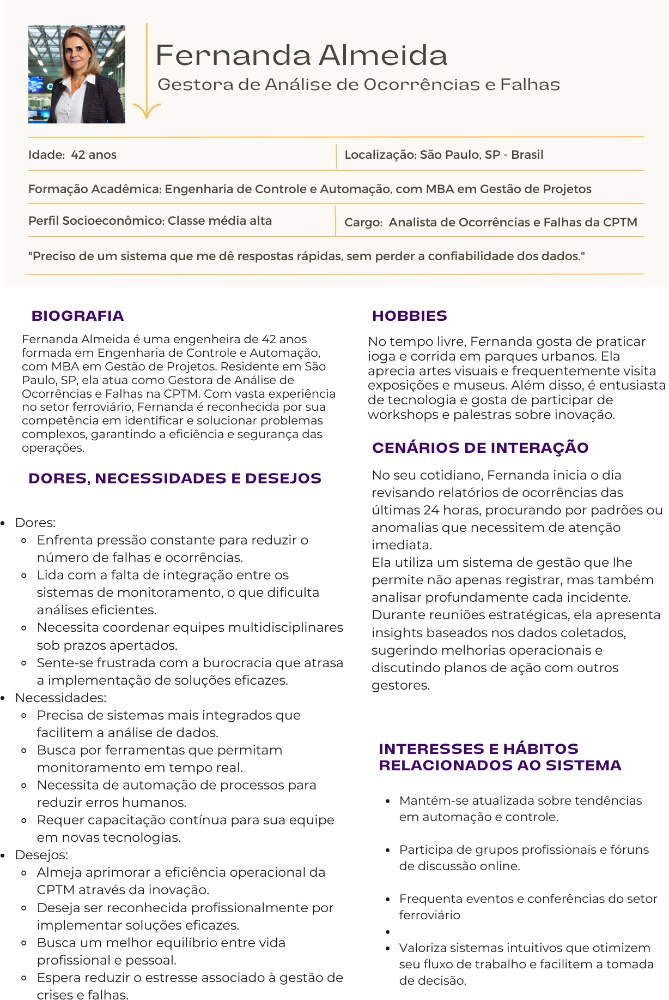 Fernanda Almeida
Gestora de Análise de Ocorrências e Falhas
Idade:  42 anos
Localização: São Paulo, SP - Brasil
Formação Acadêmica: Engenharia de Controle e Automação, com MBA em Gestão de Projetos
Perfil Socioeconômico: Classe média alta
Cargo:  Analista de Ocorrências e Falhas da CPTM
"Preciso de um sistema que me dê respostas rápidas, sem perder a confiabilidade dos dados."
BIOGRAFIA
Fernanda Almeida é uma engenheira de 42 anos
formada em Engenharia de Controle e Automação,
com MBA em Gestão de Projetos. Residente em São
Paulo, SP, ela atua como Gestora de Análise de
Ocorrências e Falhas na CPTM. Com vasta experiência
no setor ferroviário, Fernanda é reconhecida por sua
competência em identificar e solucionar problemas
complexos, garantindo a eficiência e segurança das
operações.
DORES, NECESSIDADES E DESEJOS
• Dores:
◦ Enfrenta pressão constante para reduzir o
número de falhas e ocorrências.
◦ Lida com a falta de integração entre os
sistemas de monitoramento, o que dificulta
análises eficientes.
◦ Necessita coordenar equipes multidisciplinares
sob prazos apertados.
◦ Sente-se frustrada com a burocracia que atrasa
a implementação de soluções eficazes.
• Necessidades:
◦ Precisa de sistemas mais integrados que
facilitem a análise de dados.
◦ Busca por ferramentas que permitam
monitoramento em tempo real.
◦ Necessita de automação de processos para
reduzir erros humanos.
◦ Requer capacitação contínua para sua equipe
em novas tecnologias.
• Desejos:
◦ Almeja aprimorar a eficiência operacional da
CPTM através da inovação.
◦ Deseja ser reconhecida profissionalmente por
implementar soluções eficazes.
◦ Busca um melhor equilíbrio entre vida
profissional e pessoal.
◦ Espera reduzir o estresse associado à gestão de
crises e falhas.
HOBBIES
No tempo livre, Fernanda gosta de praticar
ioga e corrida em parques urbanos. Ela
aprecia artes visuais e frequentemente visita
exposições e museus. Além disso, é entusiasta
de tecnologia e gosta de participar de
workshops e palestras sobre inovação.
CENÁRIOS DE INTERAÇÃO
No seu cotidiano, Fernanda inicia o dia
revisando relatórios de ocorrências das
últimas 24 horas, procurando por padrões ou
anomalias que necessitem de atenção
imediata.
Ela utiliza um sistema de gestão que lhe
permite não apenas registrar, mas também
analisar profundamente cada incidente.
Durante reuniões estratégicas, ela apresenta
insights baseados nos dados coletados,
sugerindo melhorias operacionais e
discutindo planos de ação com outros
gestores.
INTERESSES E HÁBITOS
RELACIONADOS AO SISTEMA
• Mantém-se atualizada sobre tendências
em automação e controle.
• Participa de grupos profissionais e fóruns
de discussão online.
• Frequenta eventos e conferências do setor
ferroviário
•
• Valoriza sistemas intuitivos que otimizem
seu fluxo de trabalho e facilitem a tomada
de decisão.